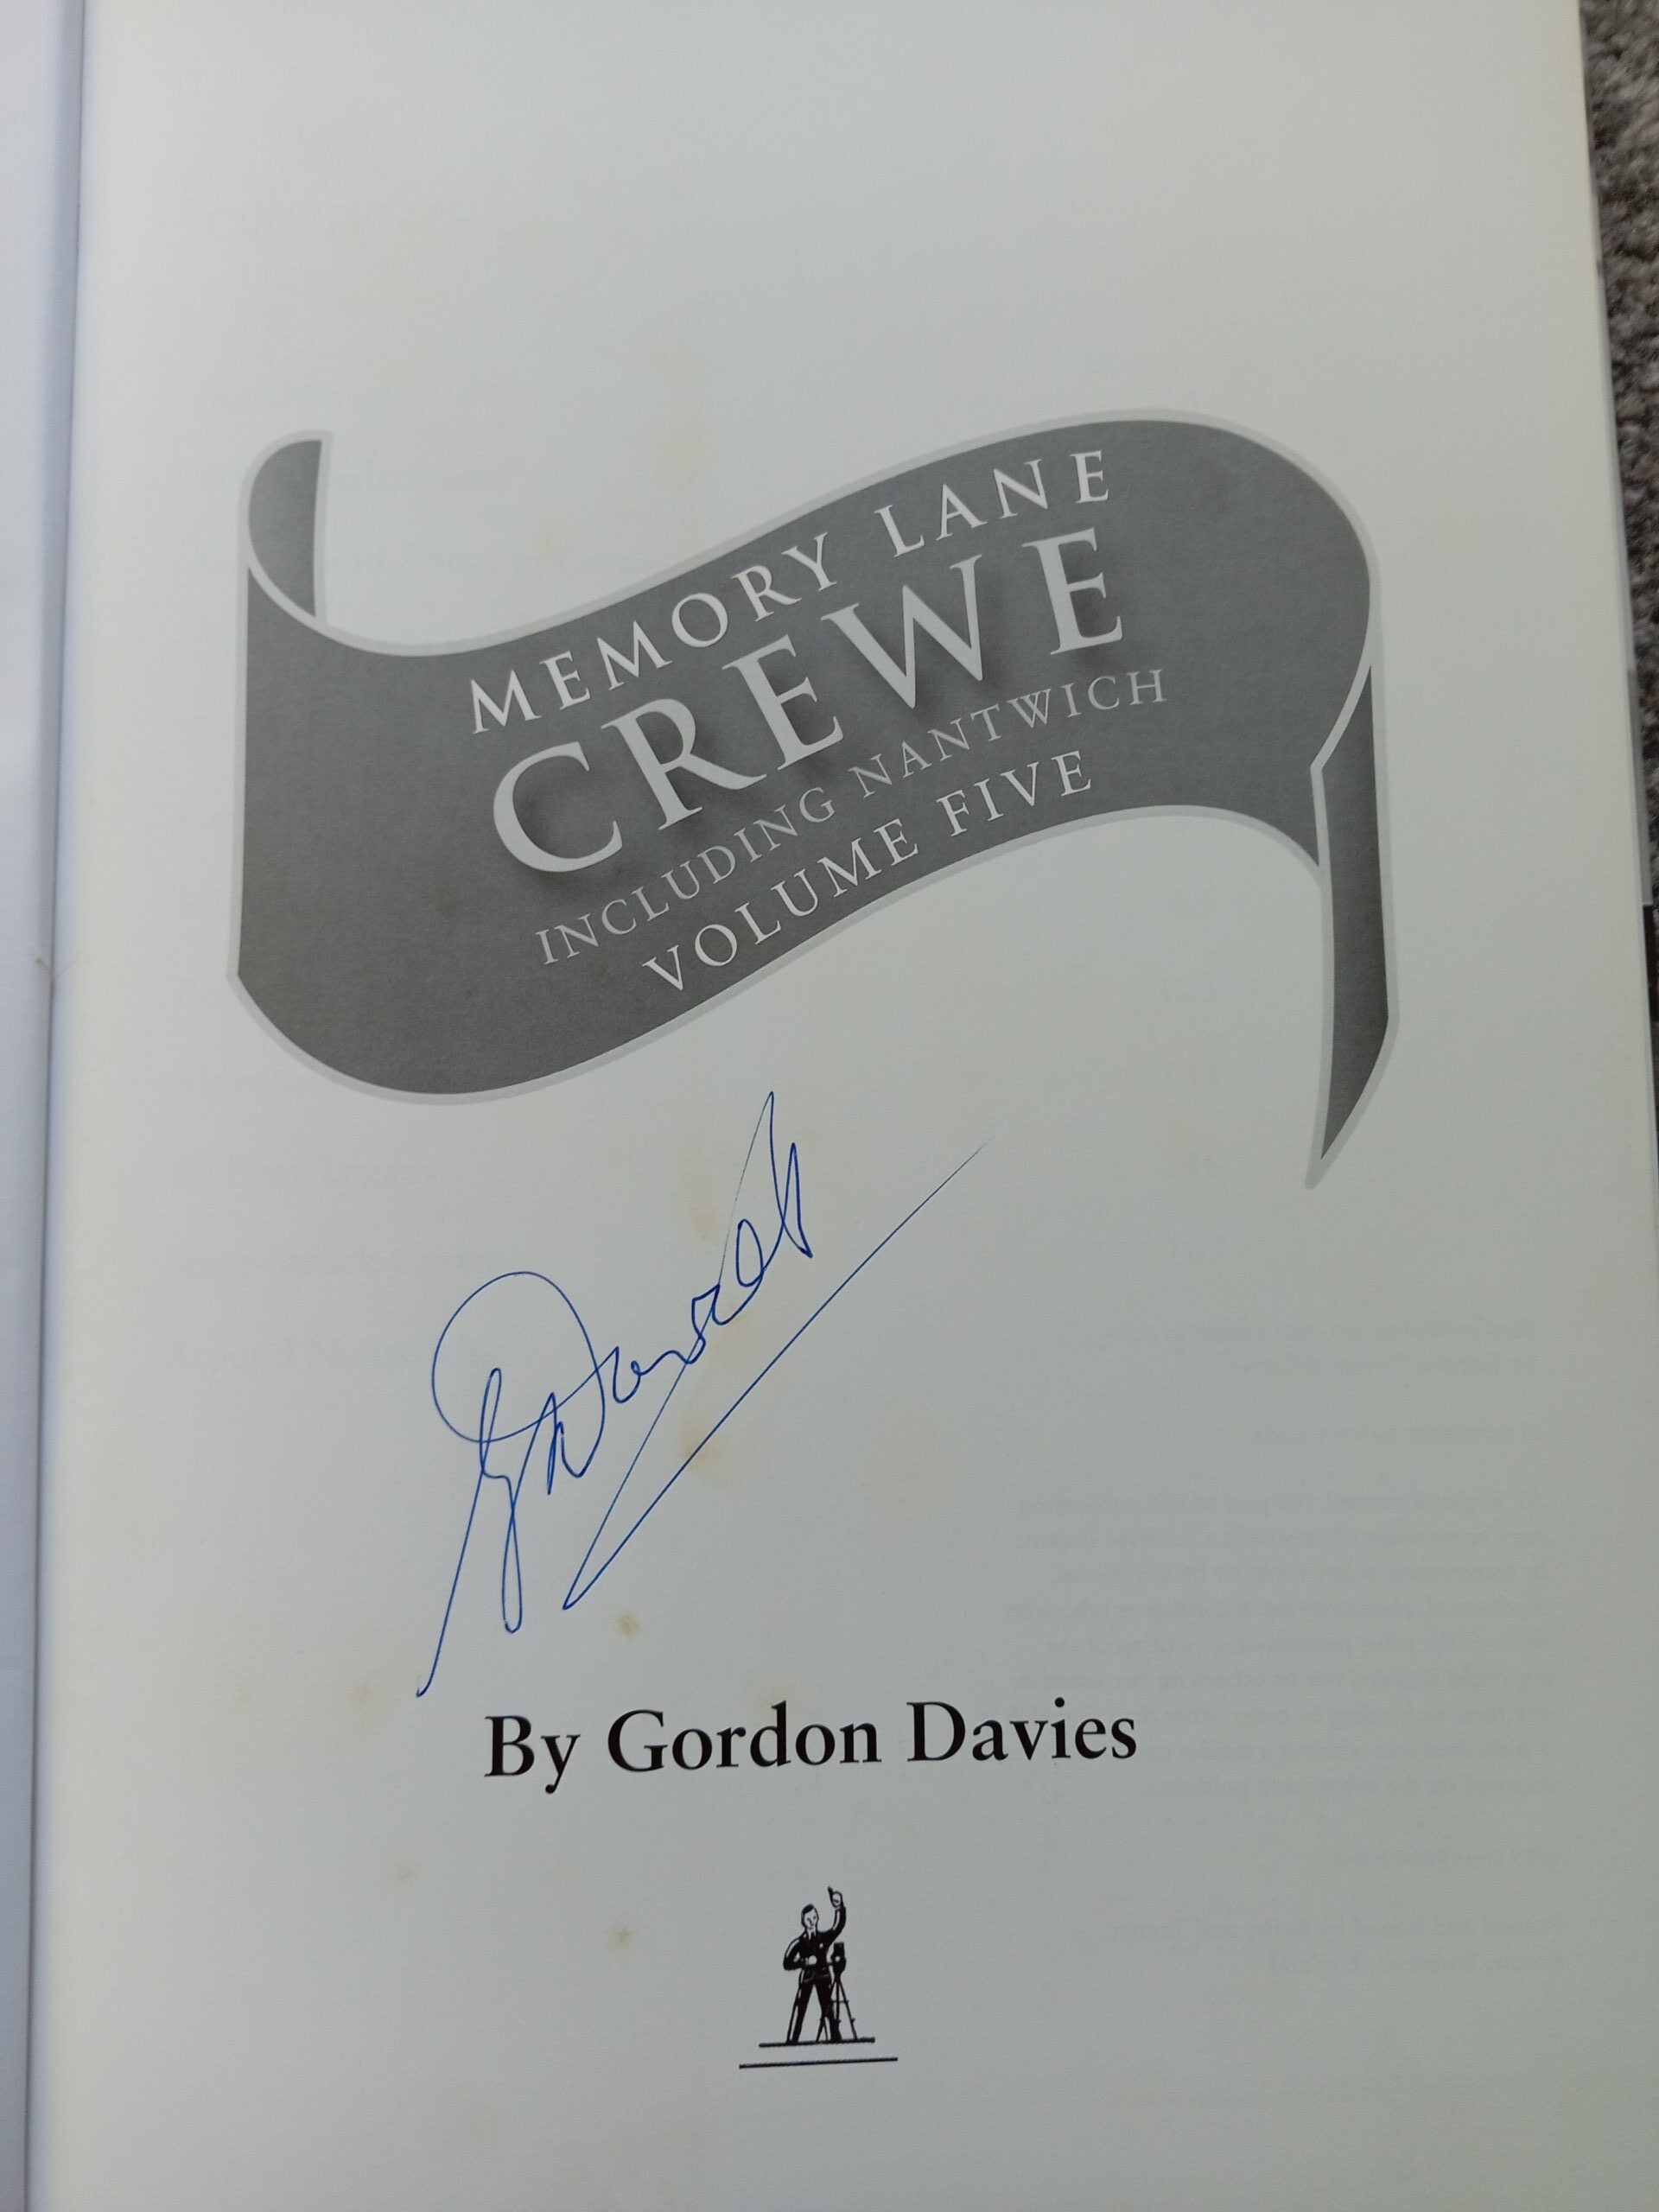 MEMORY LANE
CREWE
INCLUDING NANTWICH
VOLUME FIVE
By Gordon Davies